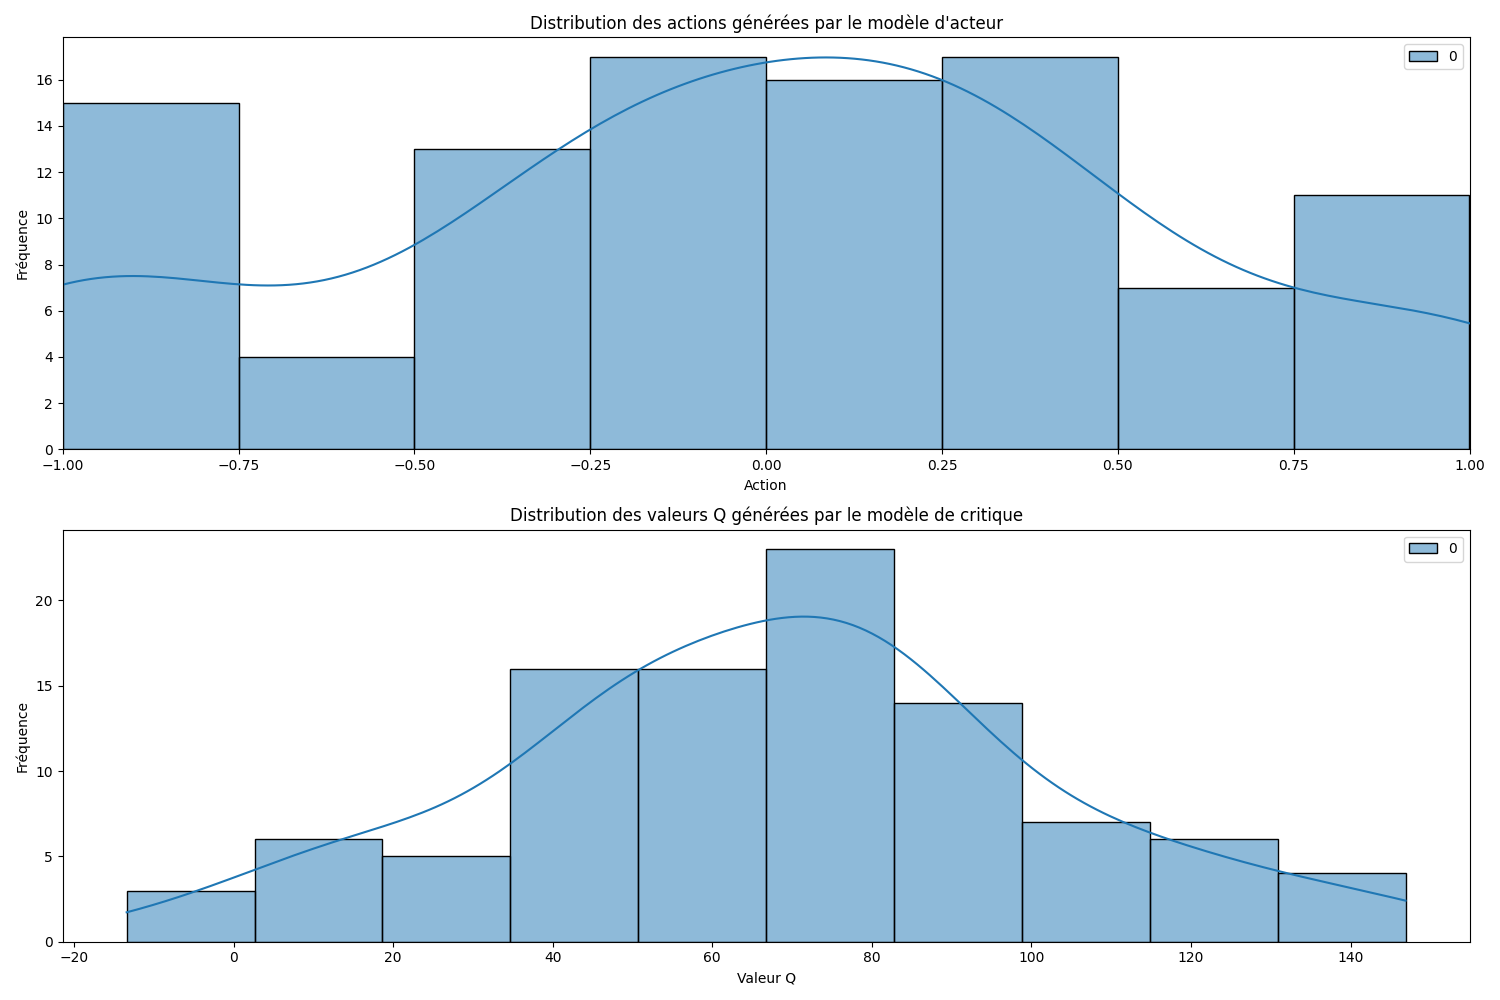 Distribution des actions générées par le modèle d'acteur
0
Fréquence
16
14
12
10
8
6
4
2
0
−1.00 −0.75 −0.50 −0.25 0.00 0.25 0.50 0.75 1.00
Action
Distribution des valeurs Q générées par le modèle de critique
0
Fréquence
20
15
10
5
0
−20 0 20 40 60 80 100 120 140
Valeur Q